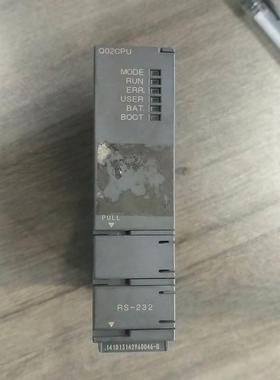 Q02CPU
MODE
RUN
ERR.
USER
BAT.
BOOT
PULL
RS-232